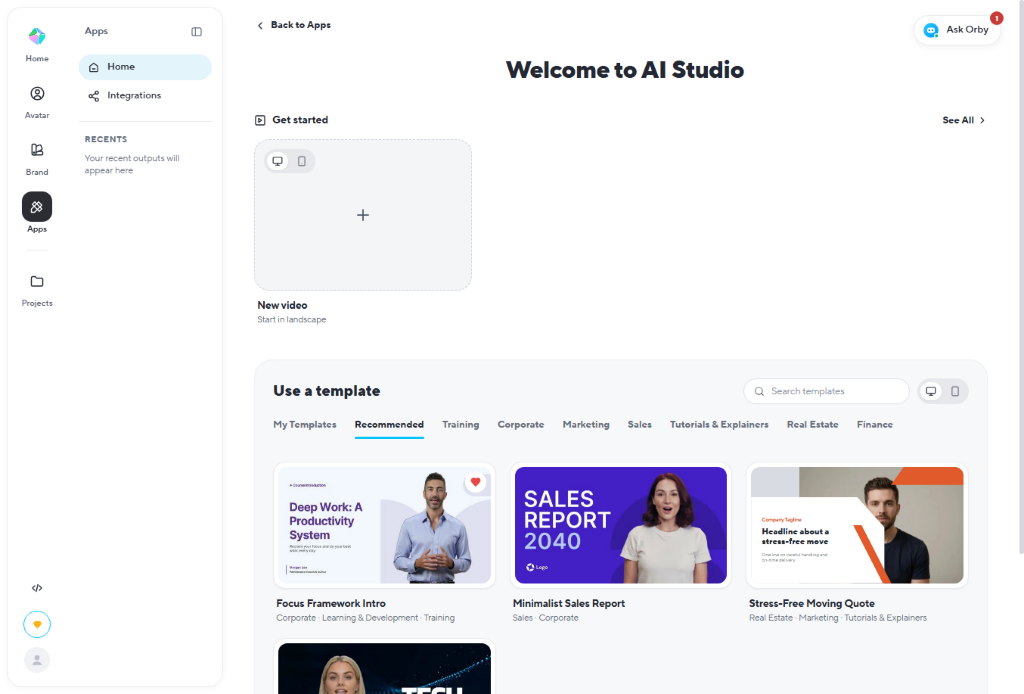 Home
Avatar
Brand
Apps
Projects
Apps
Home
Integrations
RECENTS
Your recent outputs will
appear here
Back to Apps
Ask Orby
1
Welcome to AI Studio
Get started
See All
New video
Start in landscape
Use a template
Search templates
My Templates
Recommended
Training
Corporate
Marketing
Sales
Tutorials & Explainers
Real Estate
Finance
Deep Work: A
Productivity
System
Focus Framework Intro
Corporate · Learning & Development · Training
SALES
REPORT
2040
Logo
Minimalist Sales Report
Sales · Corporate
Company Tagline
Headline about a
stress-free move
Stress-Free Moving Quote
Real Estate · Marketing · Tutorials & Explainers
TECH